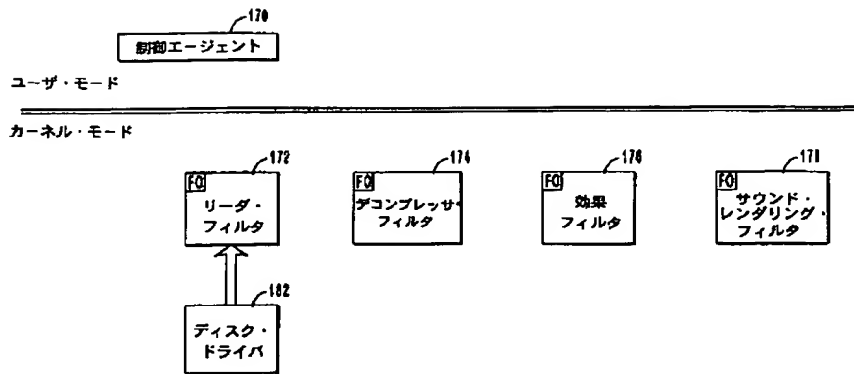 170
制御エージェント
ユーザ・モード
カーネル・モード
172
FO
リーダ・
フィルタ
174
FO
デコンプレッサ・
フィルタ
176
FO
効果
フィルタ
178
FO
サウンド・
レンダリング・
フィルタ
182
ディスク・
ドライバ